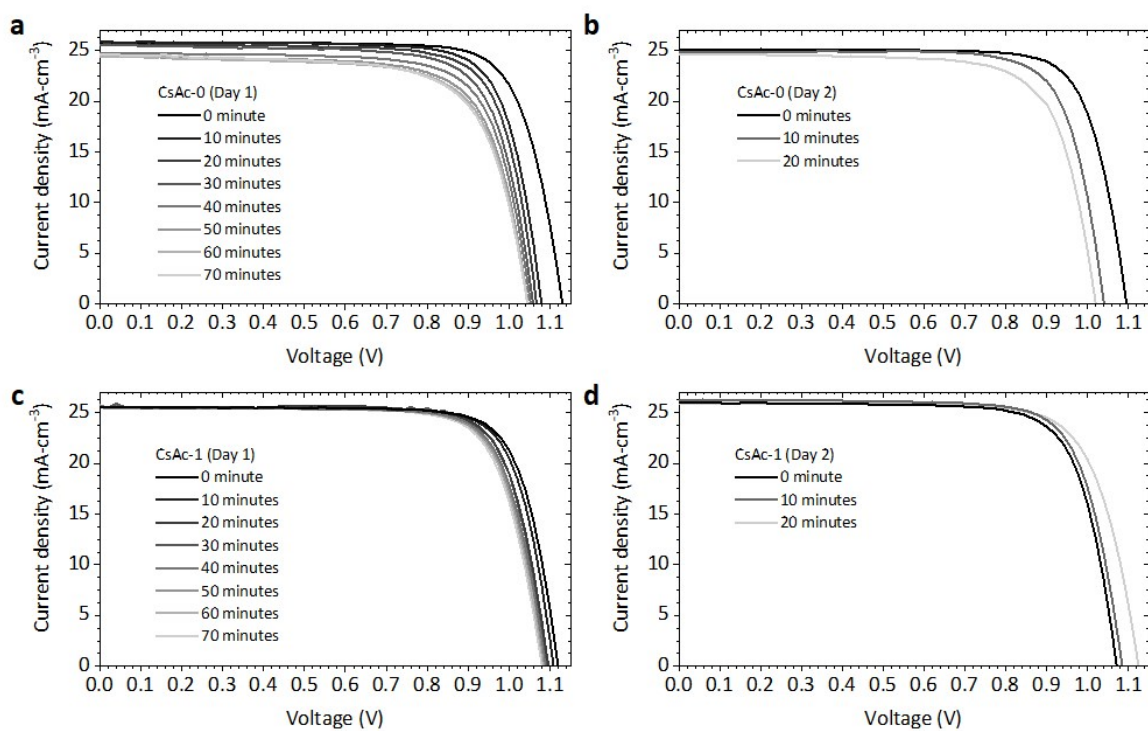 a
Current density (mA-cm⁻³)
25
20
15
10
5
0
CsAc-0 (Day 1)
0 minute
10 minutes
20 minutes
30 minutes
40 minutes
50 minutes
60 minutes
70 minutes
0.0 0.1 0.2 0.3 0.4 0.5 0.6 0.7 0.8 0.9 1.0 1.1
Voltage (V)
b
Current density (mA-cm⁻³)
25
20
15
10
5
0
CsAc-0 (Day 2)
0 minutes
10 minutes
20 minutes
0.0 0.1 0.2 0.3 0.4 0.5 0.6 0.7 0.8 0.9 1.0 1.1
Voltage (V)
c
Current density (mA-cm⁻³)
25
20
15
10
5
0
CsAc-1 (Day 1)
0 minute
10 minutes
20 minutes
30 minutes
40 minutes
50 minutes
60 minutes
70 minutes
0.0 0.1 0.2 0.3 0.4 0.5 0.6 0.7 0.8 0.9 1.0 1.1
Voltage (V)
d
Current density (mA-cm⁻³)
25
20
15
10
5
0
CsAc-1 (Day 2)
0 minute
10 minutes
20 minutes
0.0 0.1 0.2 0.3 0.4 0.5 0.6 0.7 0.8 0.9 1.0 1.1
Voltage (V)